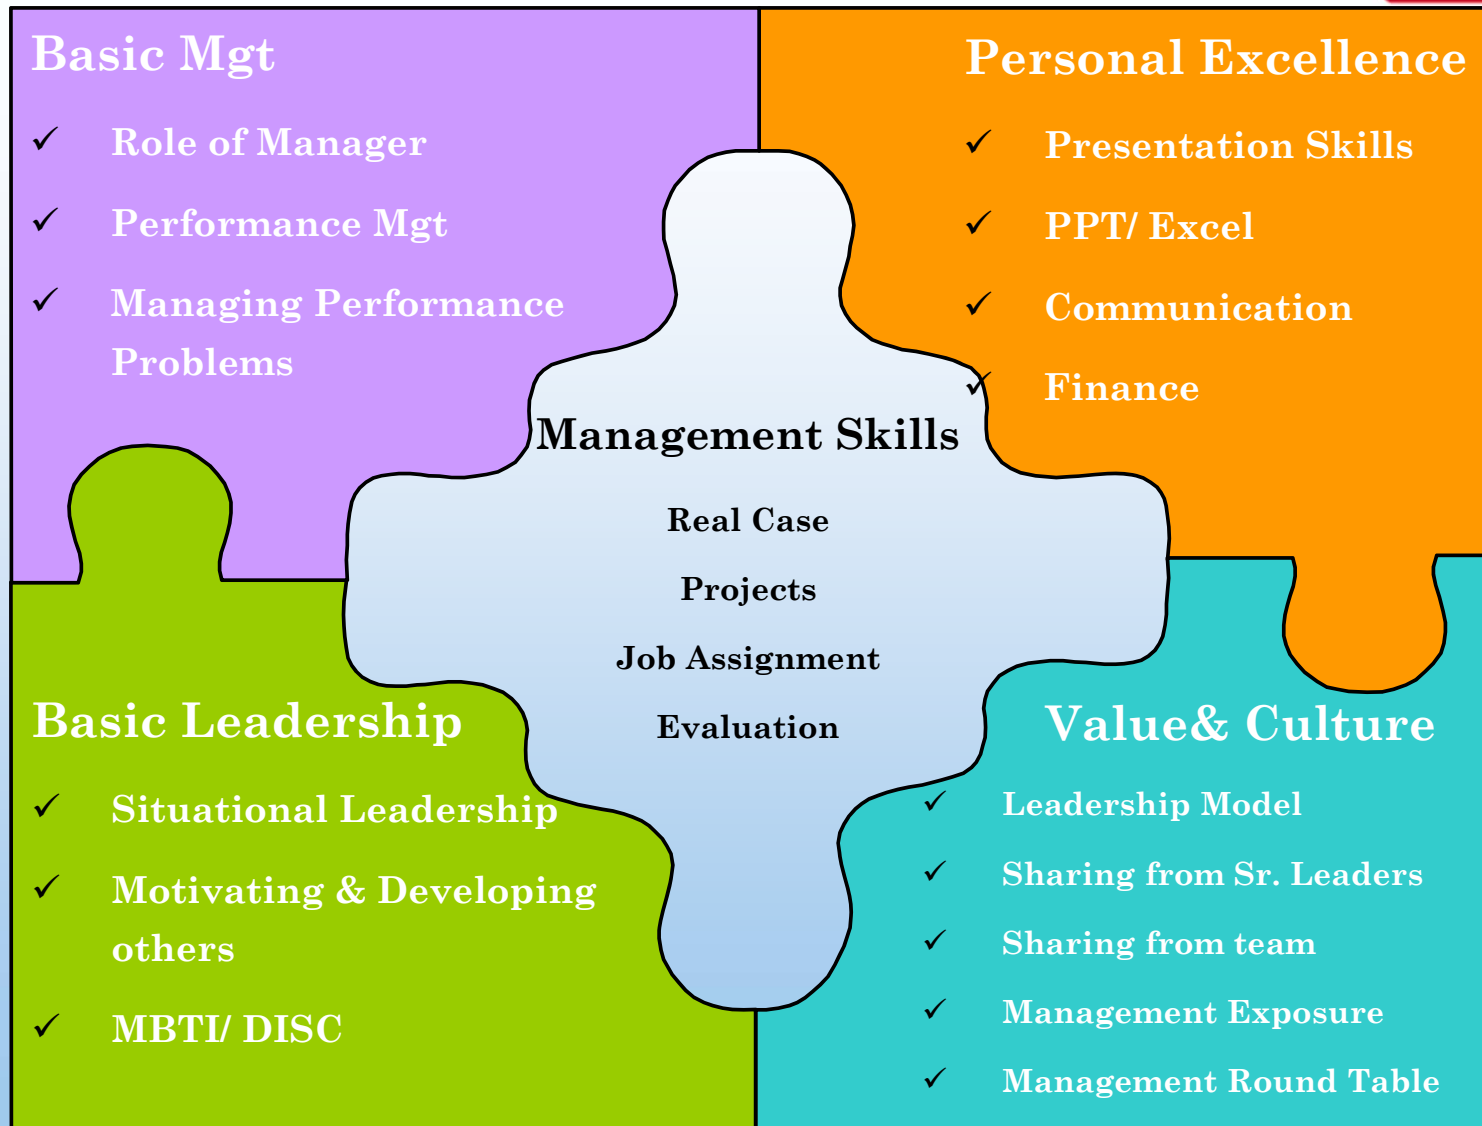 Basic Mgt
✓ Role of Manager
✓ Performance Mgt
✓ Managing Performance
Problems
Personal Excellence
✓ Presentation Skills
✓ PPT/ Excel
✓ Communication
✓ Finance
Management Skills
Real Case
Projects
Job Assignment
Evaluation
Basic Leadership
✓ Situational Leadership
✓ Motivating & Developing
others
✓ MBTI/ DISC
Value& Culture
✓ Leadership Model
✓ Sharing from Sr. Leaders
✓ Sharing from team
✓ Management Exposure
✓ Management Round Table